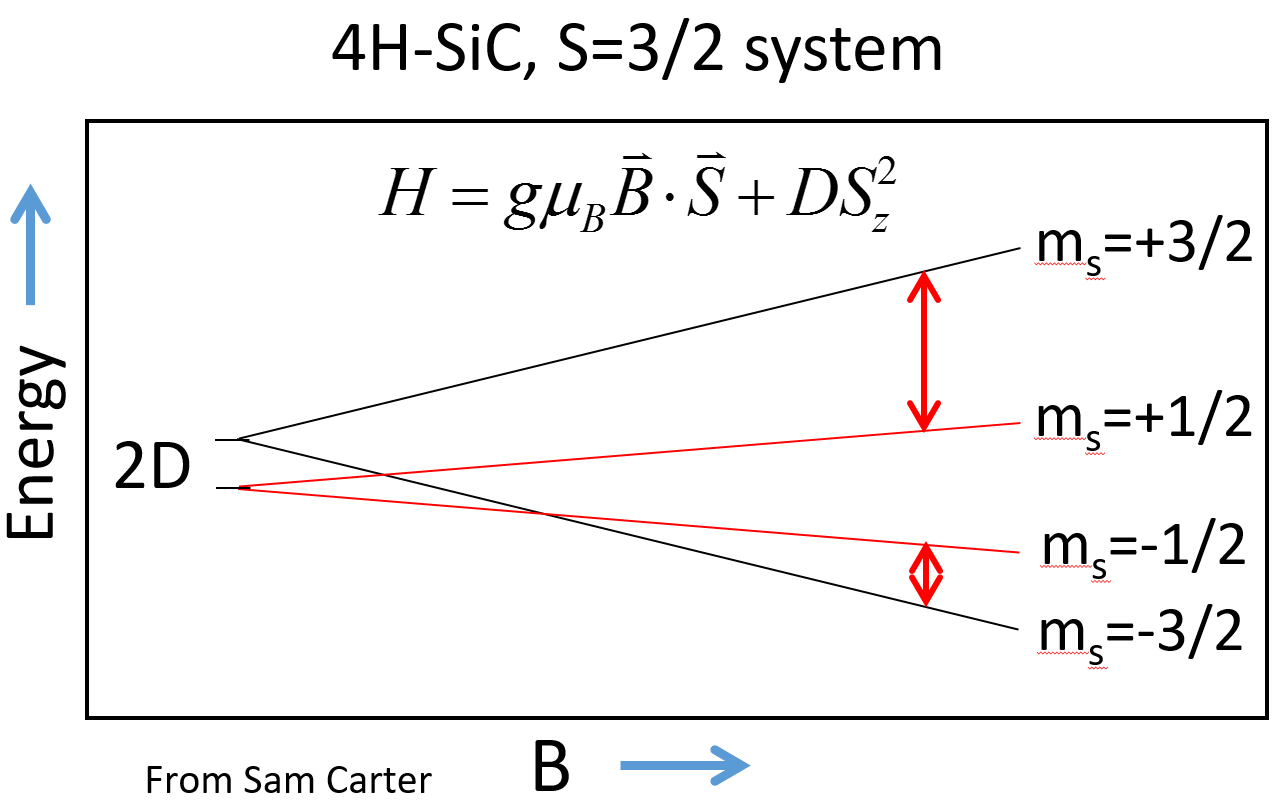 4H-SiC, S=3/2 system
H = gμ_B B⃗ · S⃗ + DS_z^2
m_s=+3/2
m_s=+1/2
2D
m_s=-1/2
m_s=-3/2
Energy
B
From Sam Carter